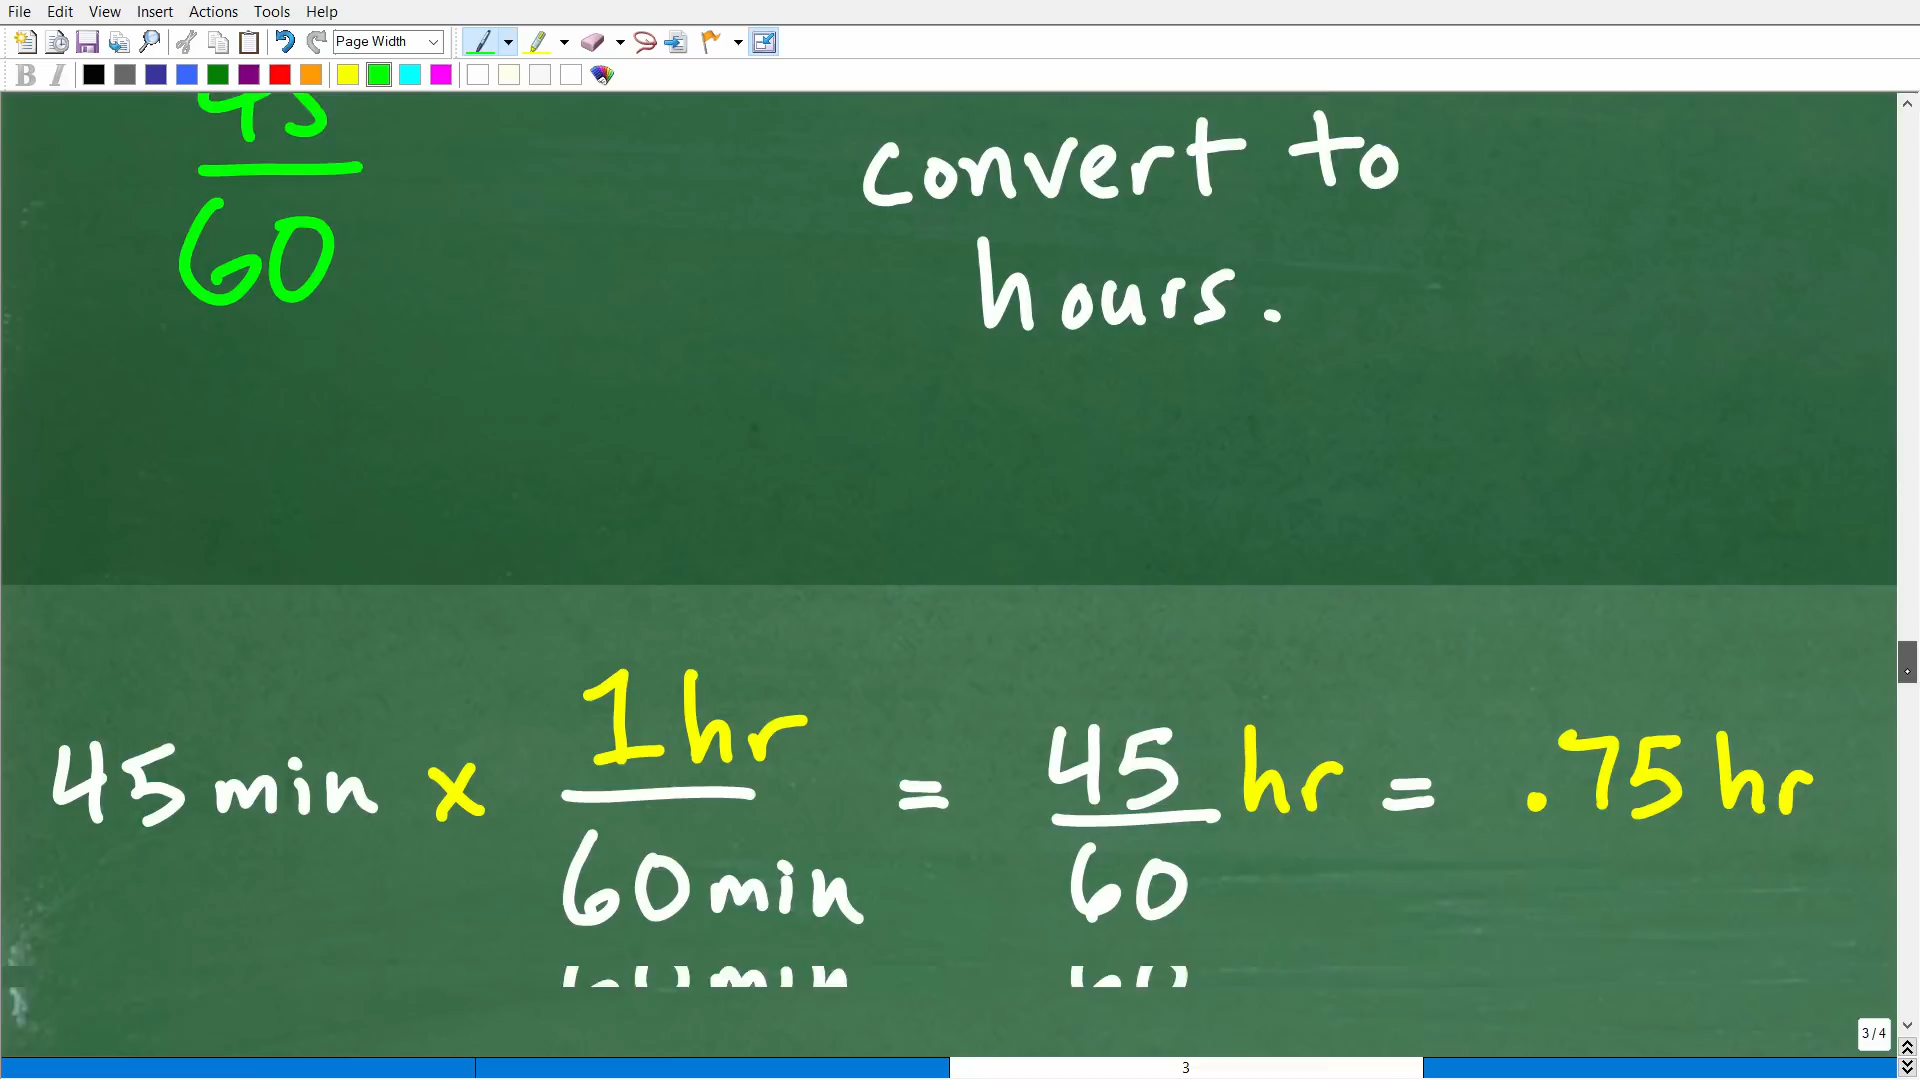 File Edit View Insert Actions Tools Help
Page Width
B I
45
60
convert to
hours.
45 min x 1 hr = 45 hr = .75 hr
60 min 60
3/4
3